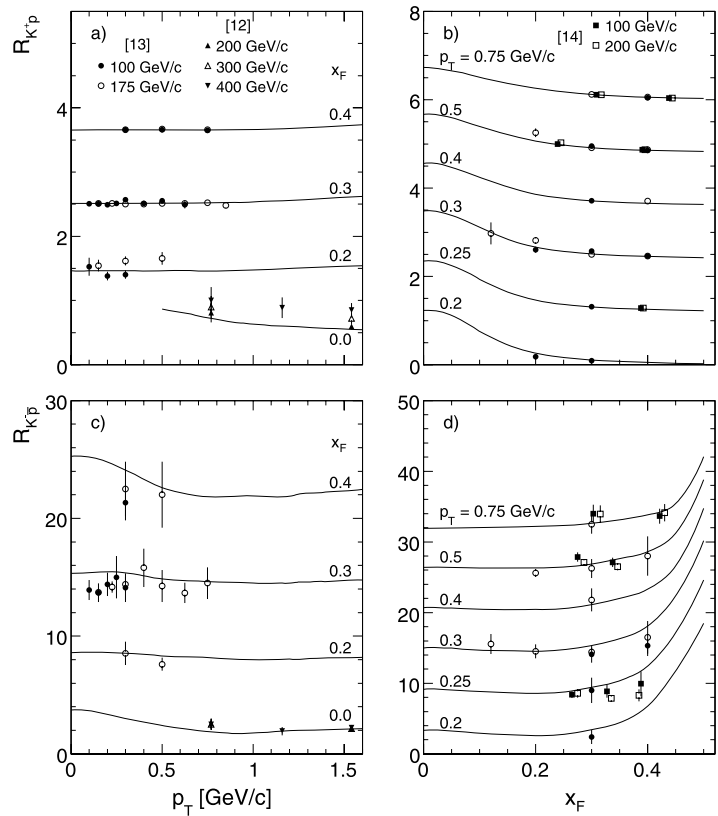 R_K⁺p
a)
[13]
[12]
100 GeV/c
175 GeV/c
200 GeV/c
300 GeV/c
400 GeV/c
x_F
0.4
0.3
0.2
0.0
4
2
0
b)
[14]
100 GeV/c
200 GeV/c
p_T = 0.75 GeV/c
0.5
0.4
0.3
0.25
0.2
8
6
4
2
0
R_K⁻p̅
c)
x_F
0.4
0.3
0.2
0.0
30
20
10
0
0
0.5
1
1.5
p_T [GeV/c]
d)
p_T = 0.75 GeV/c
0.5
0.4
0.3
0.25
0.2
50
40
30
20
10
0
0
0.2
0.4
x_F